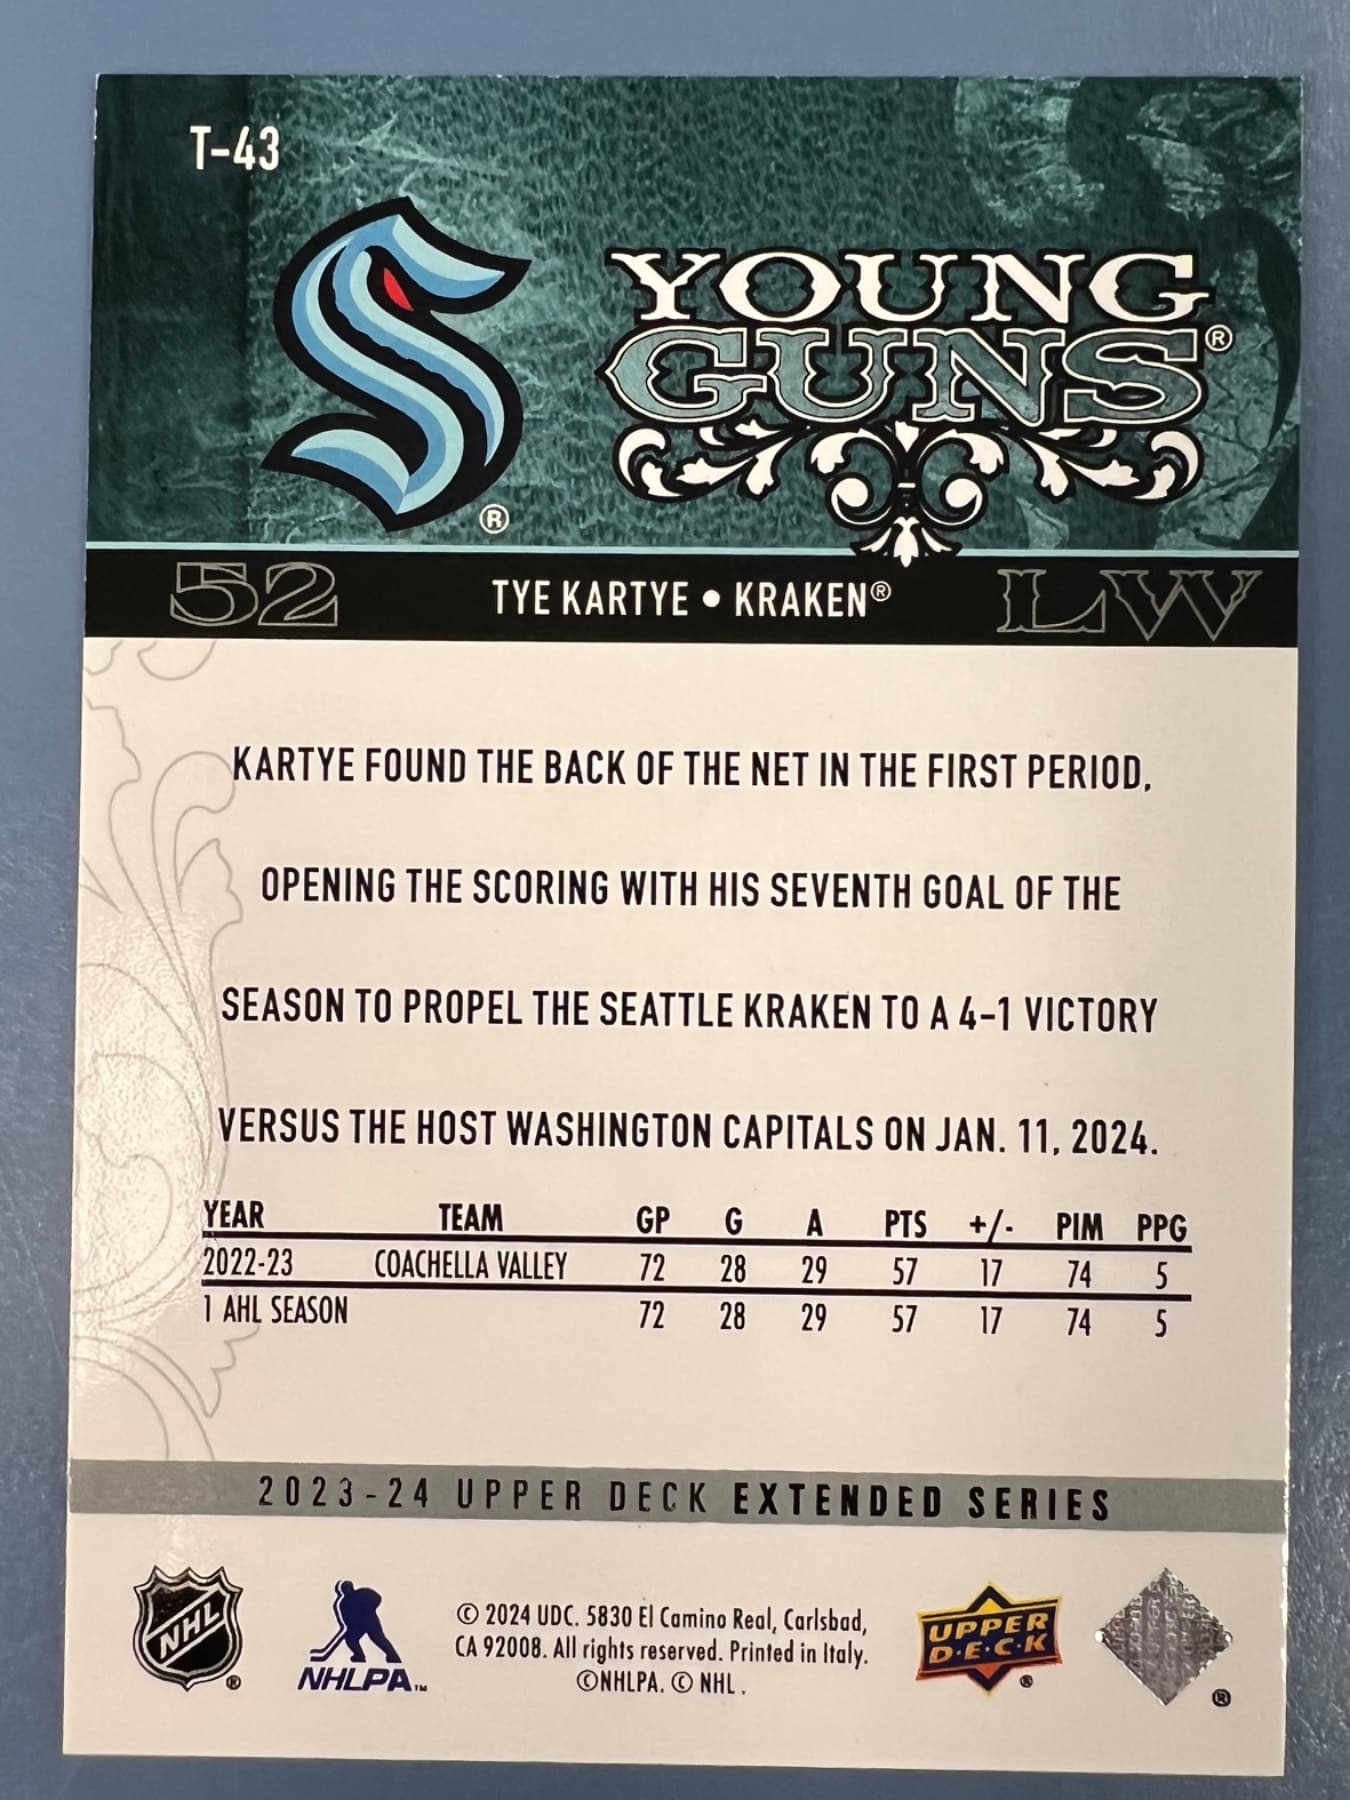 T-43
YOUNG
GUNS®
®
52 TYE KARTYE • KRAKEN® LW
KARTYE FOUND THE BACK OF THE NET IN THE FIRST PERIOD,
OPENING THE SCORING WITH HIS SEVENTH GOAL OF THE
SEASON TO PROPEL THE SEATTLE KRAKEN TO A 4-1 VICTORY
VERSUS THE HOST WASHINGTON CAPITALS ON JAN. 11, 2024.
YEAR TEAM GP G A PTS +/- PIM PPG
2022-23 COACHELLA VALLEY 72 28 29 57 17 74 5
1 AHL SEASON 72 28 29 57 17 74 5
2023-24 UPPER DECK EXTENDED SERIES
NHL ®
NHLPA™
© 2024 UDC. 5830 El Camino Real, Carlsbad,
CA 92008. All rights reserved. Printed in Italy.
©NHLPA. © NHL.
UPPER
D·E·C·K ®
®